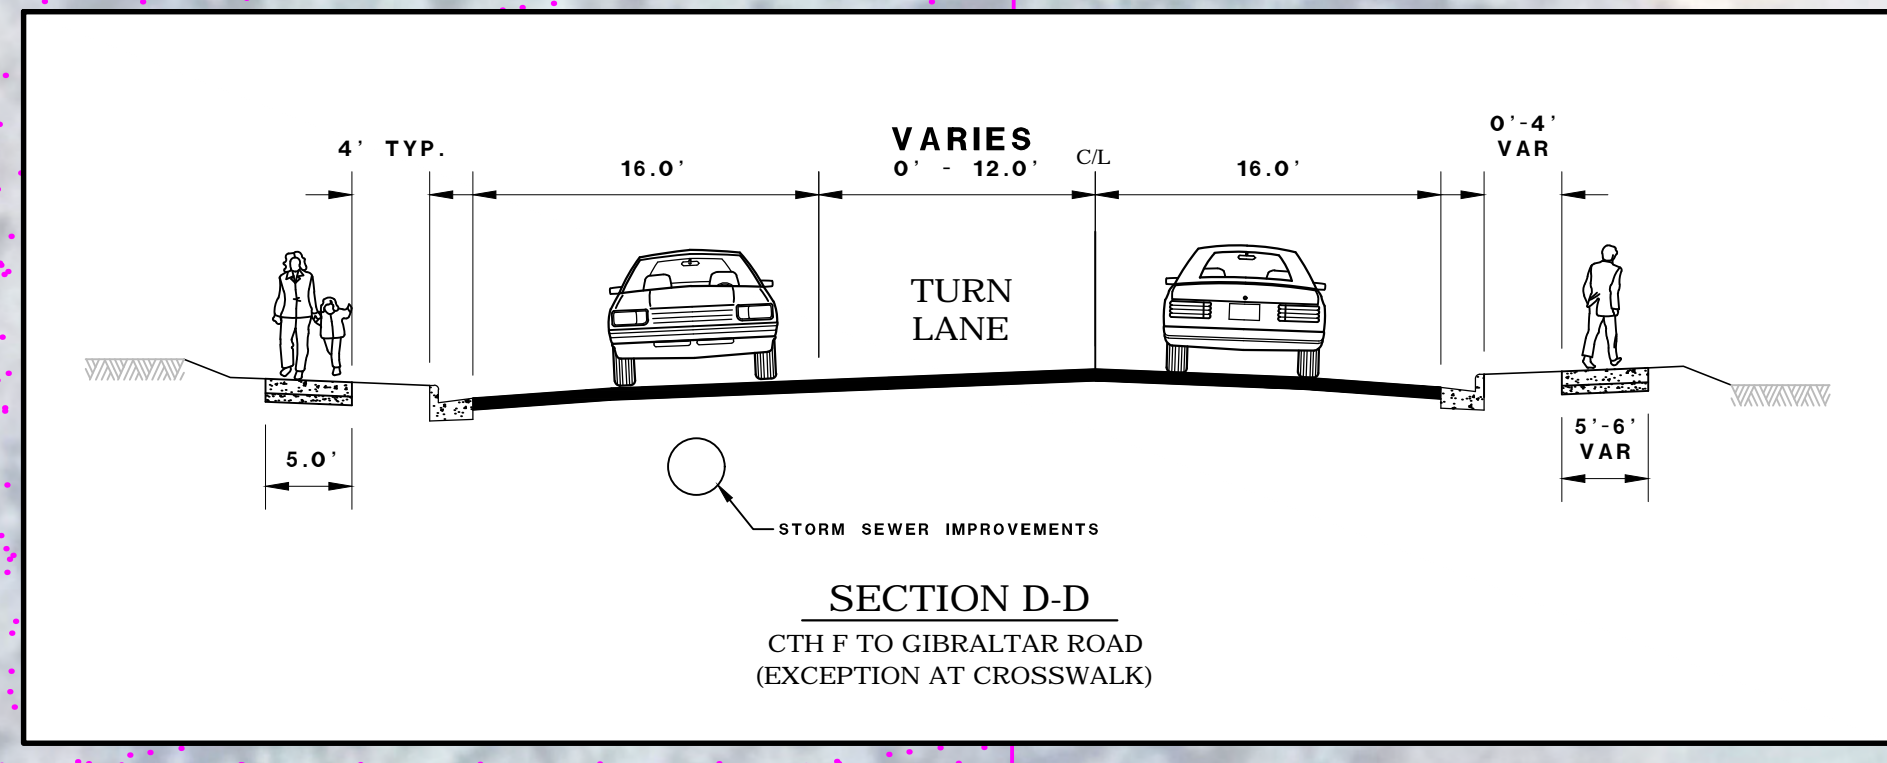 4' TYP.
16.0'
VARIES
0' - 12.0'
C/L
16.0'
0'-4'
VAR
TURN
LANE
5.0'
5'-6'
VAR
STORM SEWER IMPROVEMENTS
SECTION D-D
CTH F TO GIBRALTAR ROAD
(EXCEPTION AT CROSSWALK)